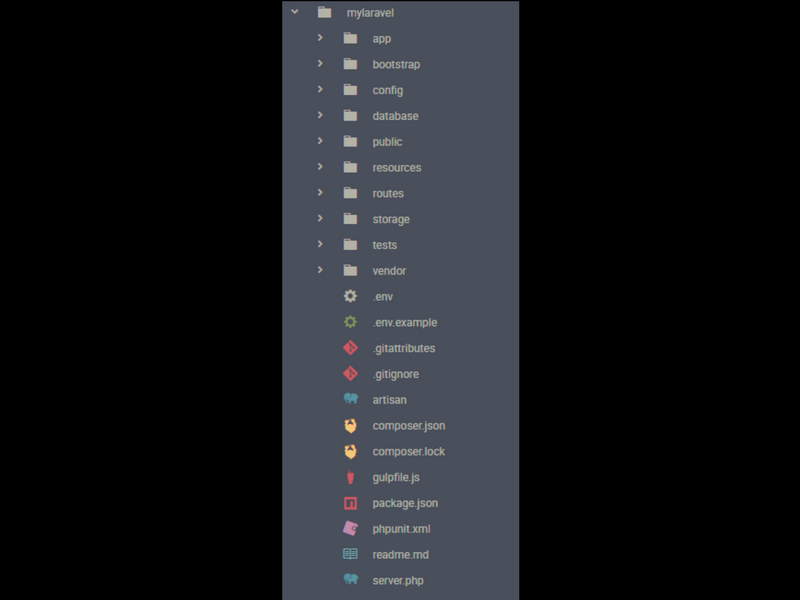 mylaravel
app
bootstrap
config
database
public
resources
routes
storage
tests
vendor
.env
.env.example
.gitattributes
.gitignore
artisan
composer.json
composer.lock
gulpfile.js
package.json
phpunit.xml
readme.md
server.php